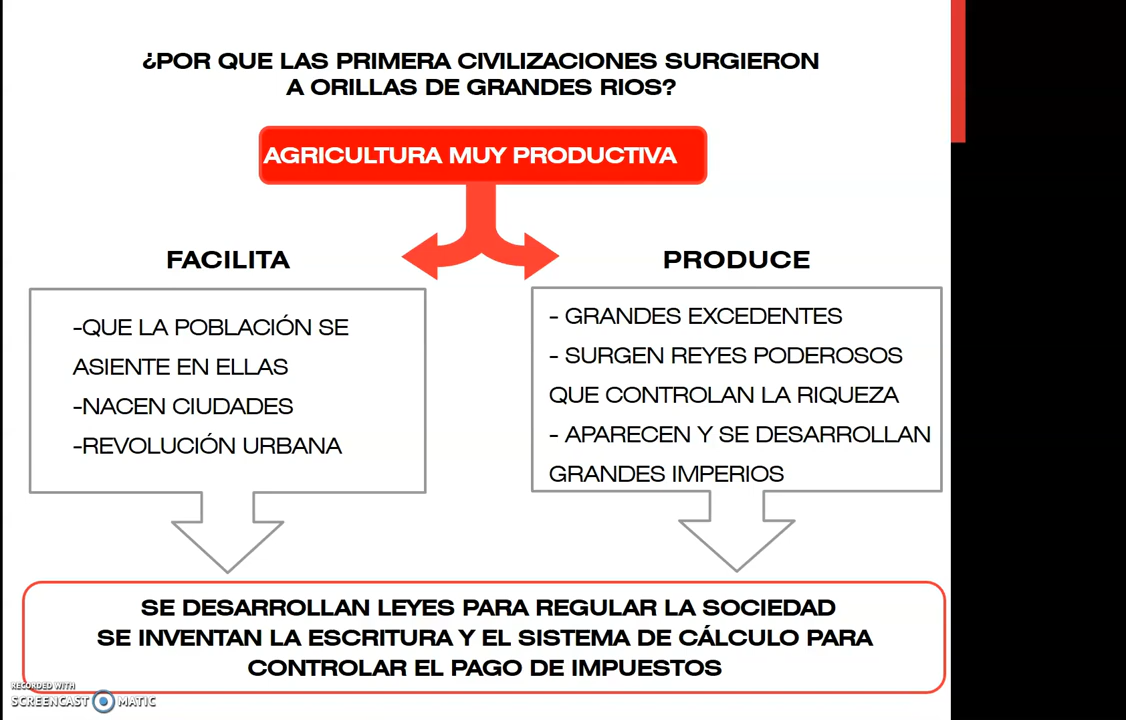 ¿POR QUE LAS PRIMERA CIVILIZACIONES SURGIERON
A ORILLAS DE GRANDES RIOS?
AGRICULTURA MUY PRODUCTIVA
FACILITA
-QUE LA POBLACIÓN SE
ASIENTE EN ELLAS
-NACEN CIUDADES
-REVOLUCIÓN URBANA
PRODUCE
- GRANDES EXCEDENTES
- SURGEN REYES PODEROSOS
QUE CONTROLAN LA RIQUEZA
- APARECEN Y SE DESARROLLAN
GRANDES IMPERIOS
SE DESARROLLAN LEYES PARA REGULAR LA SOCIEDAD
SE INVENTAN LA ESCRITURA Y EL SISTEMA DE CÁLCULO PARA
CONTROLAR EL PAGO DE IMPUESTOS
RECORDED WITH
SCREENCAST MATIC